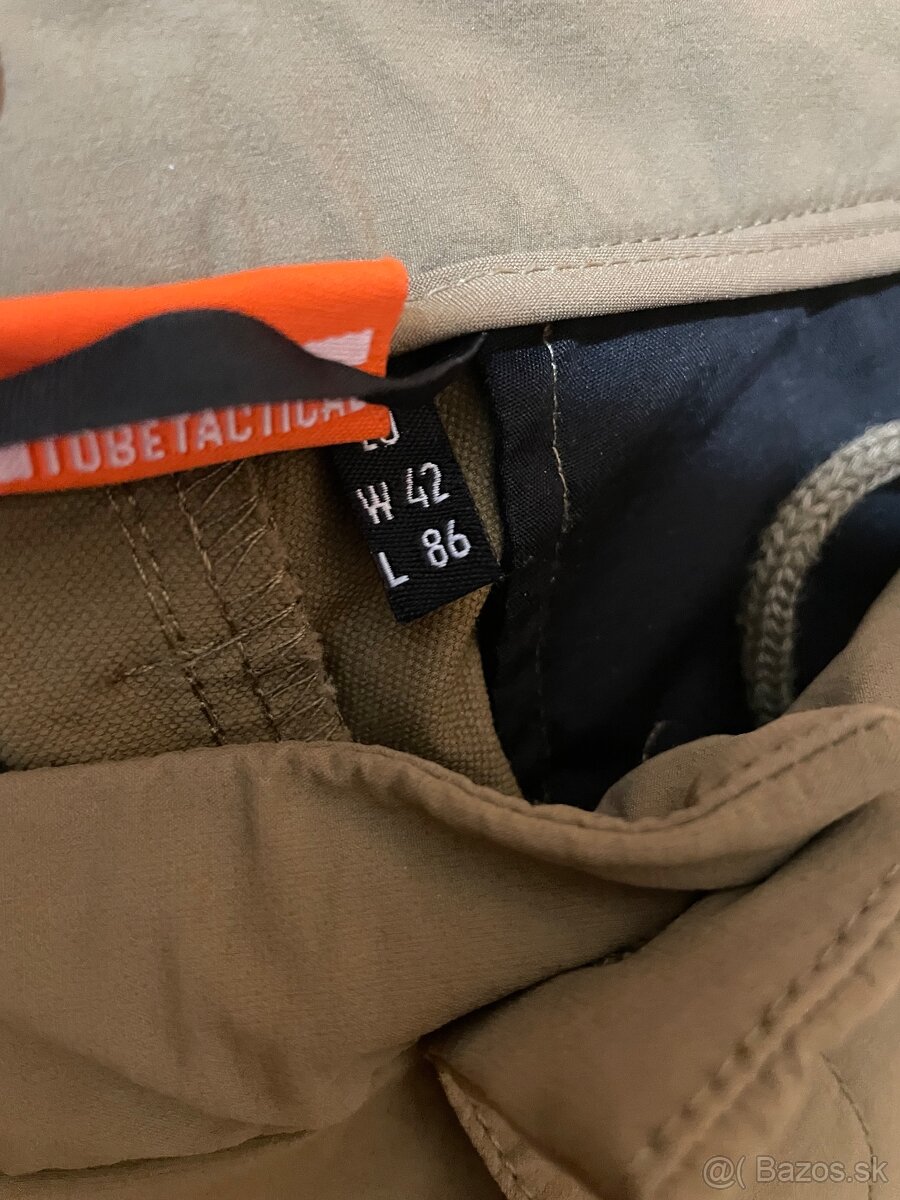 TOBETACTICAL
W 42
L 86
@( Bazos.sk